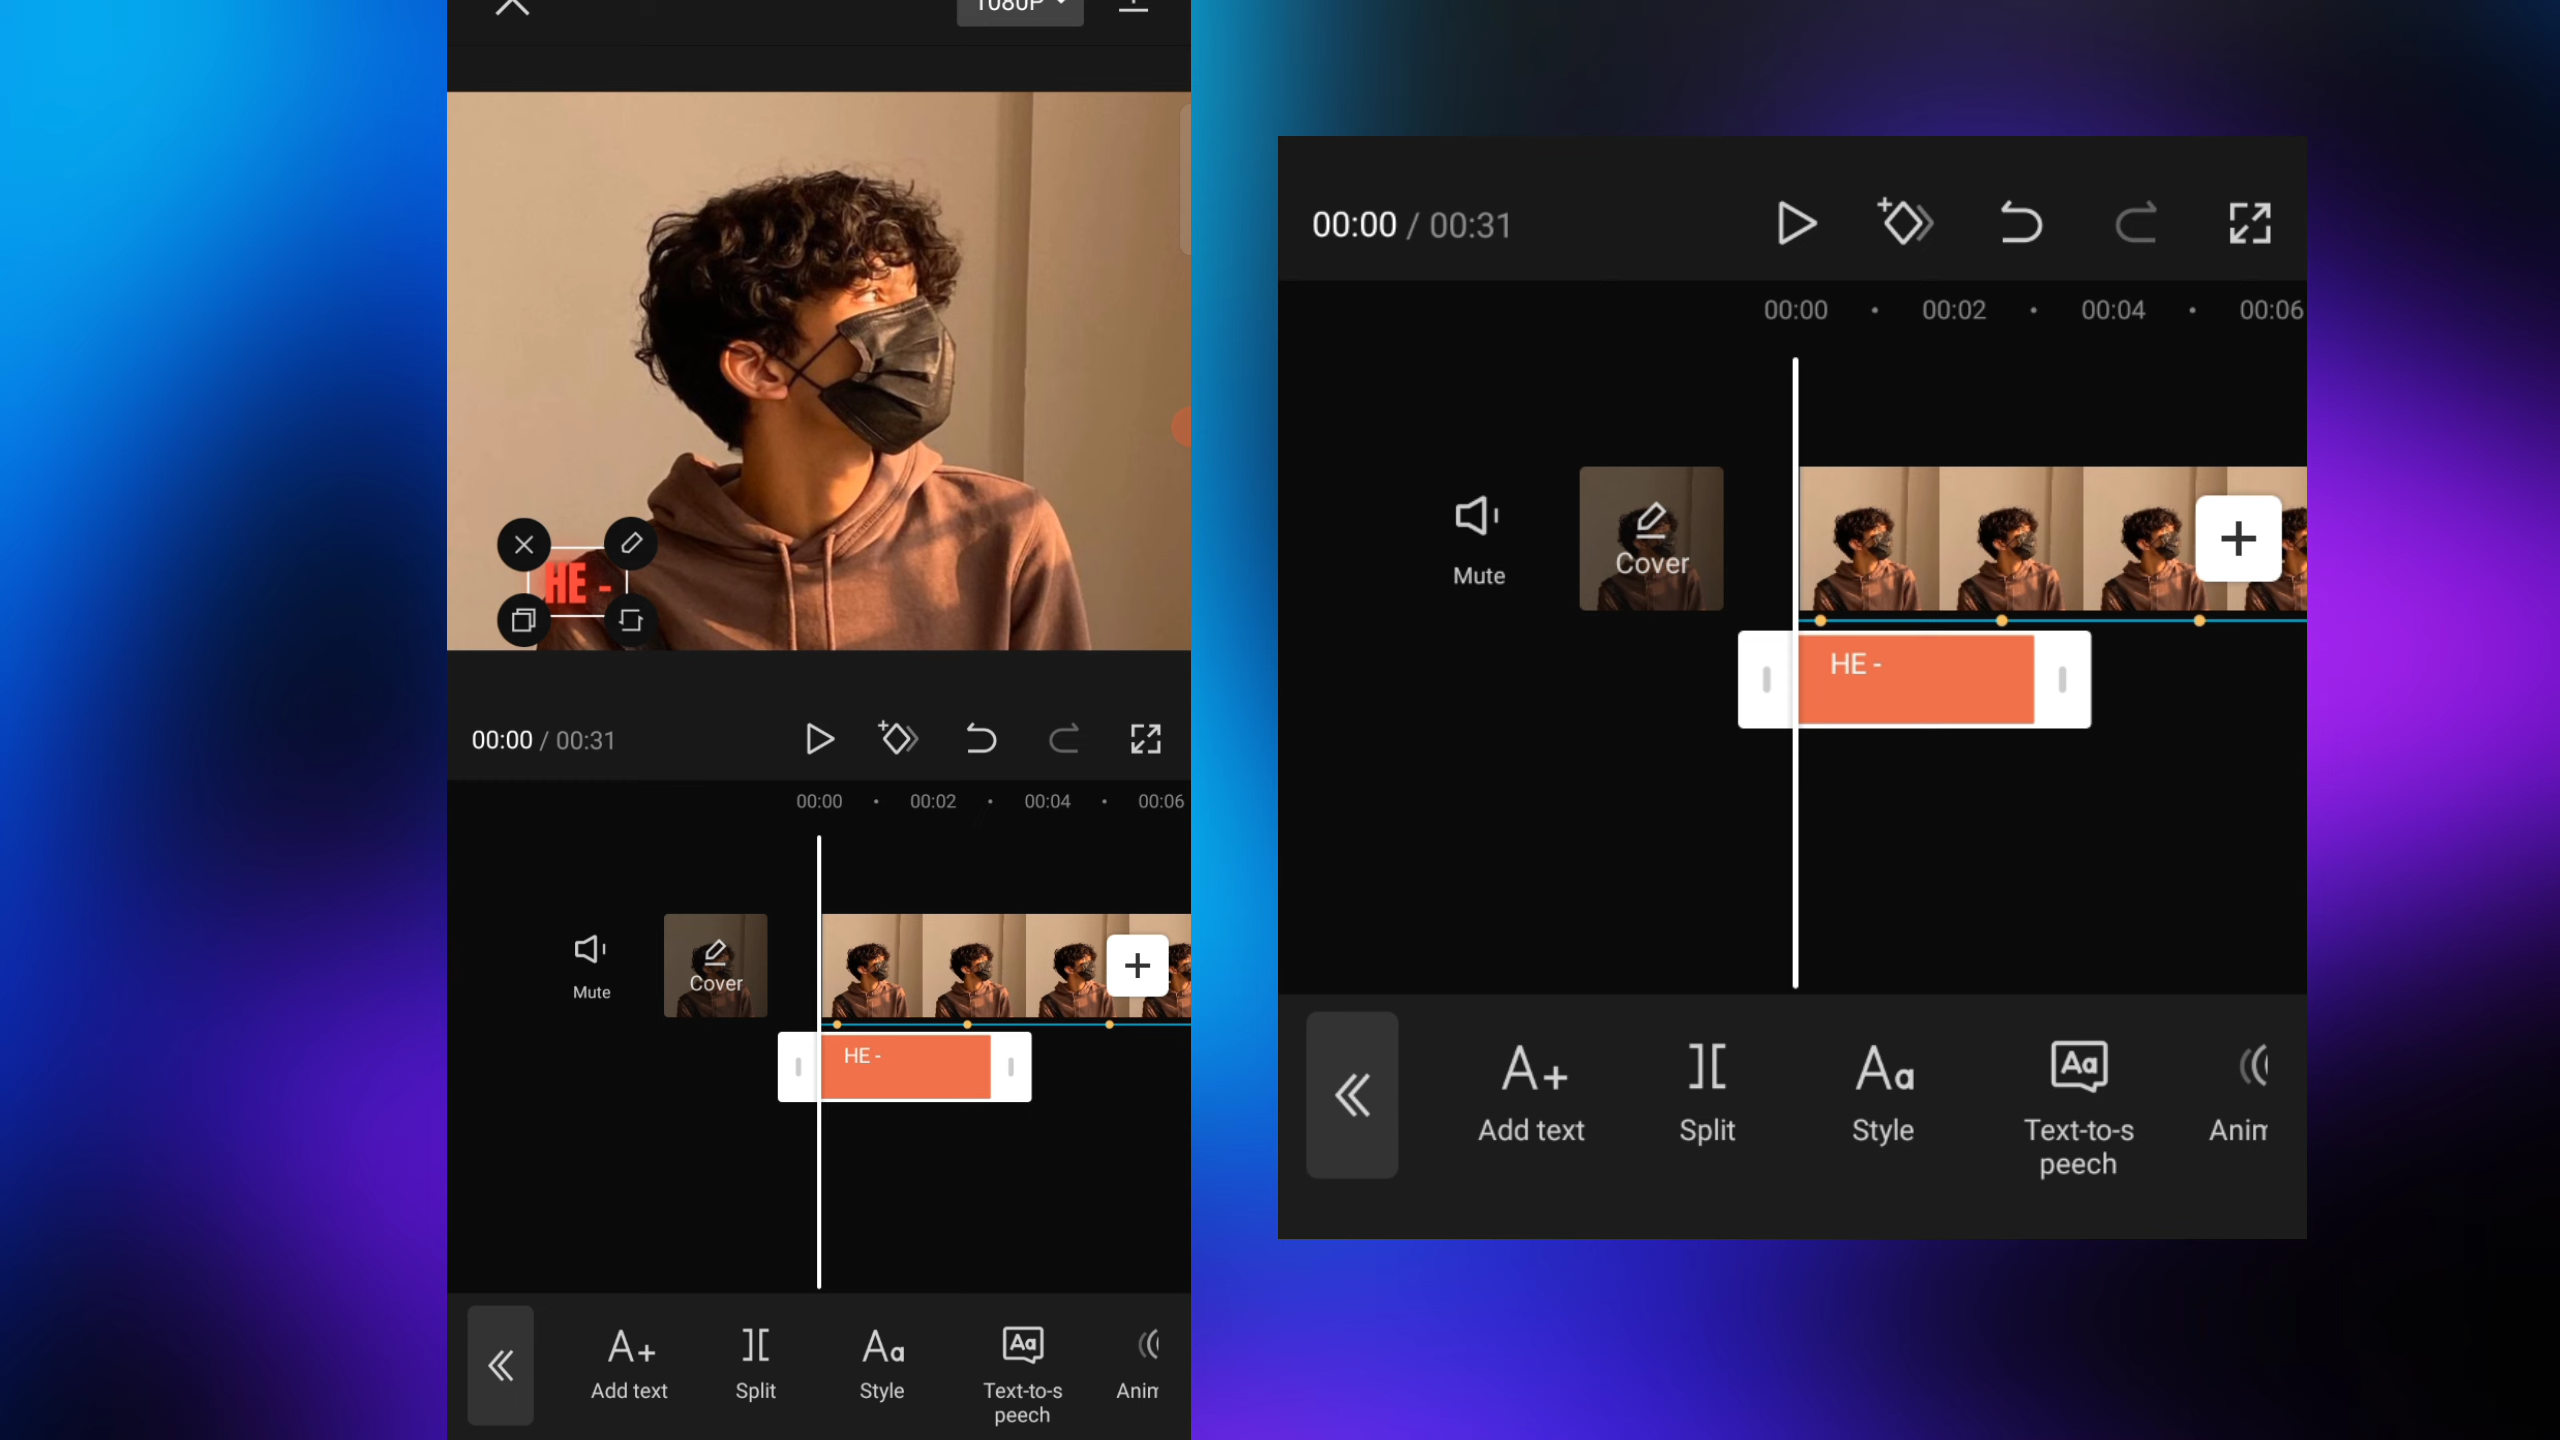 1080P
HE -
00:00 / 00:31
00:00 • 00:02 • 00:04 • 00:06
Mute
Cover
HE -
Add text
Split
Style
Text-to-s
peech
Anim
00:00 / 00:31
00:00 • 00:02 • 00:04 • 00:06
Mute
Cover
HE -
Add text
Split
Style
Text-to-s
peech
Anim